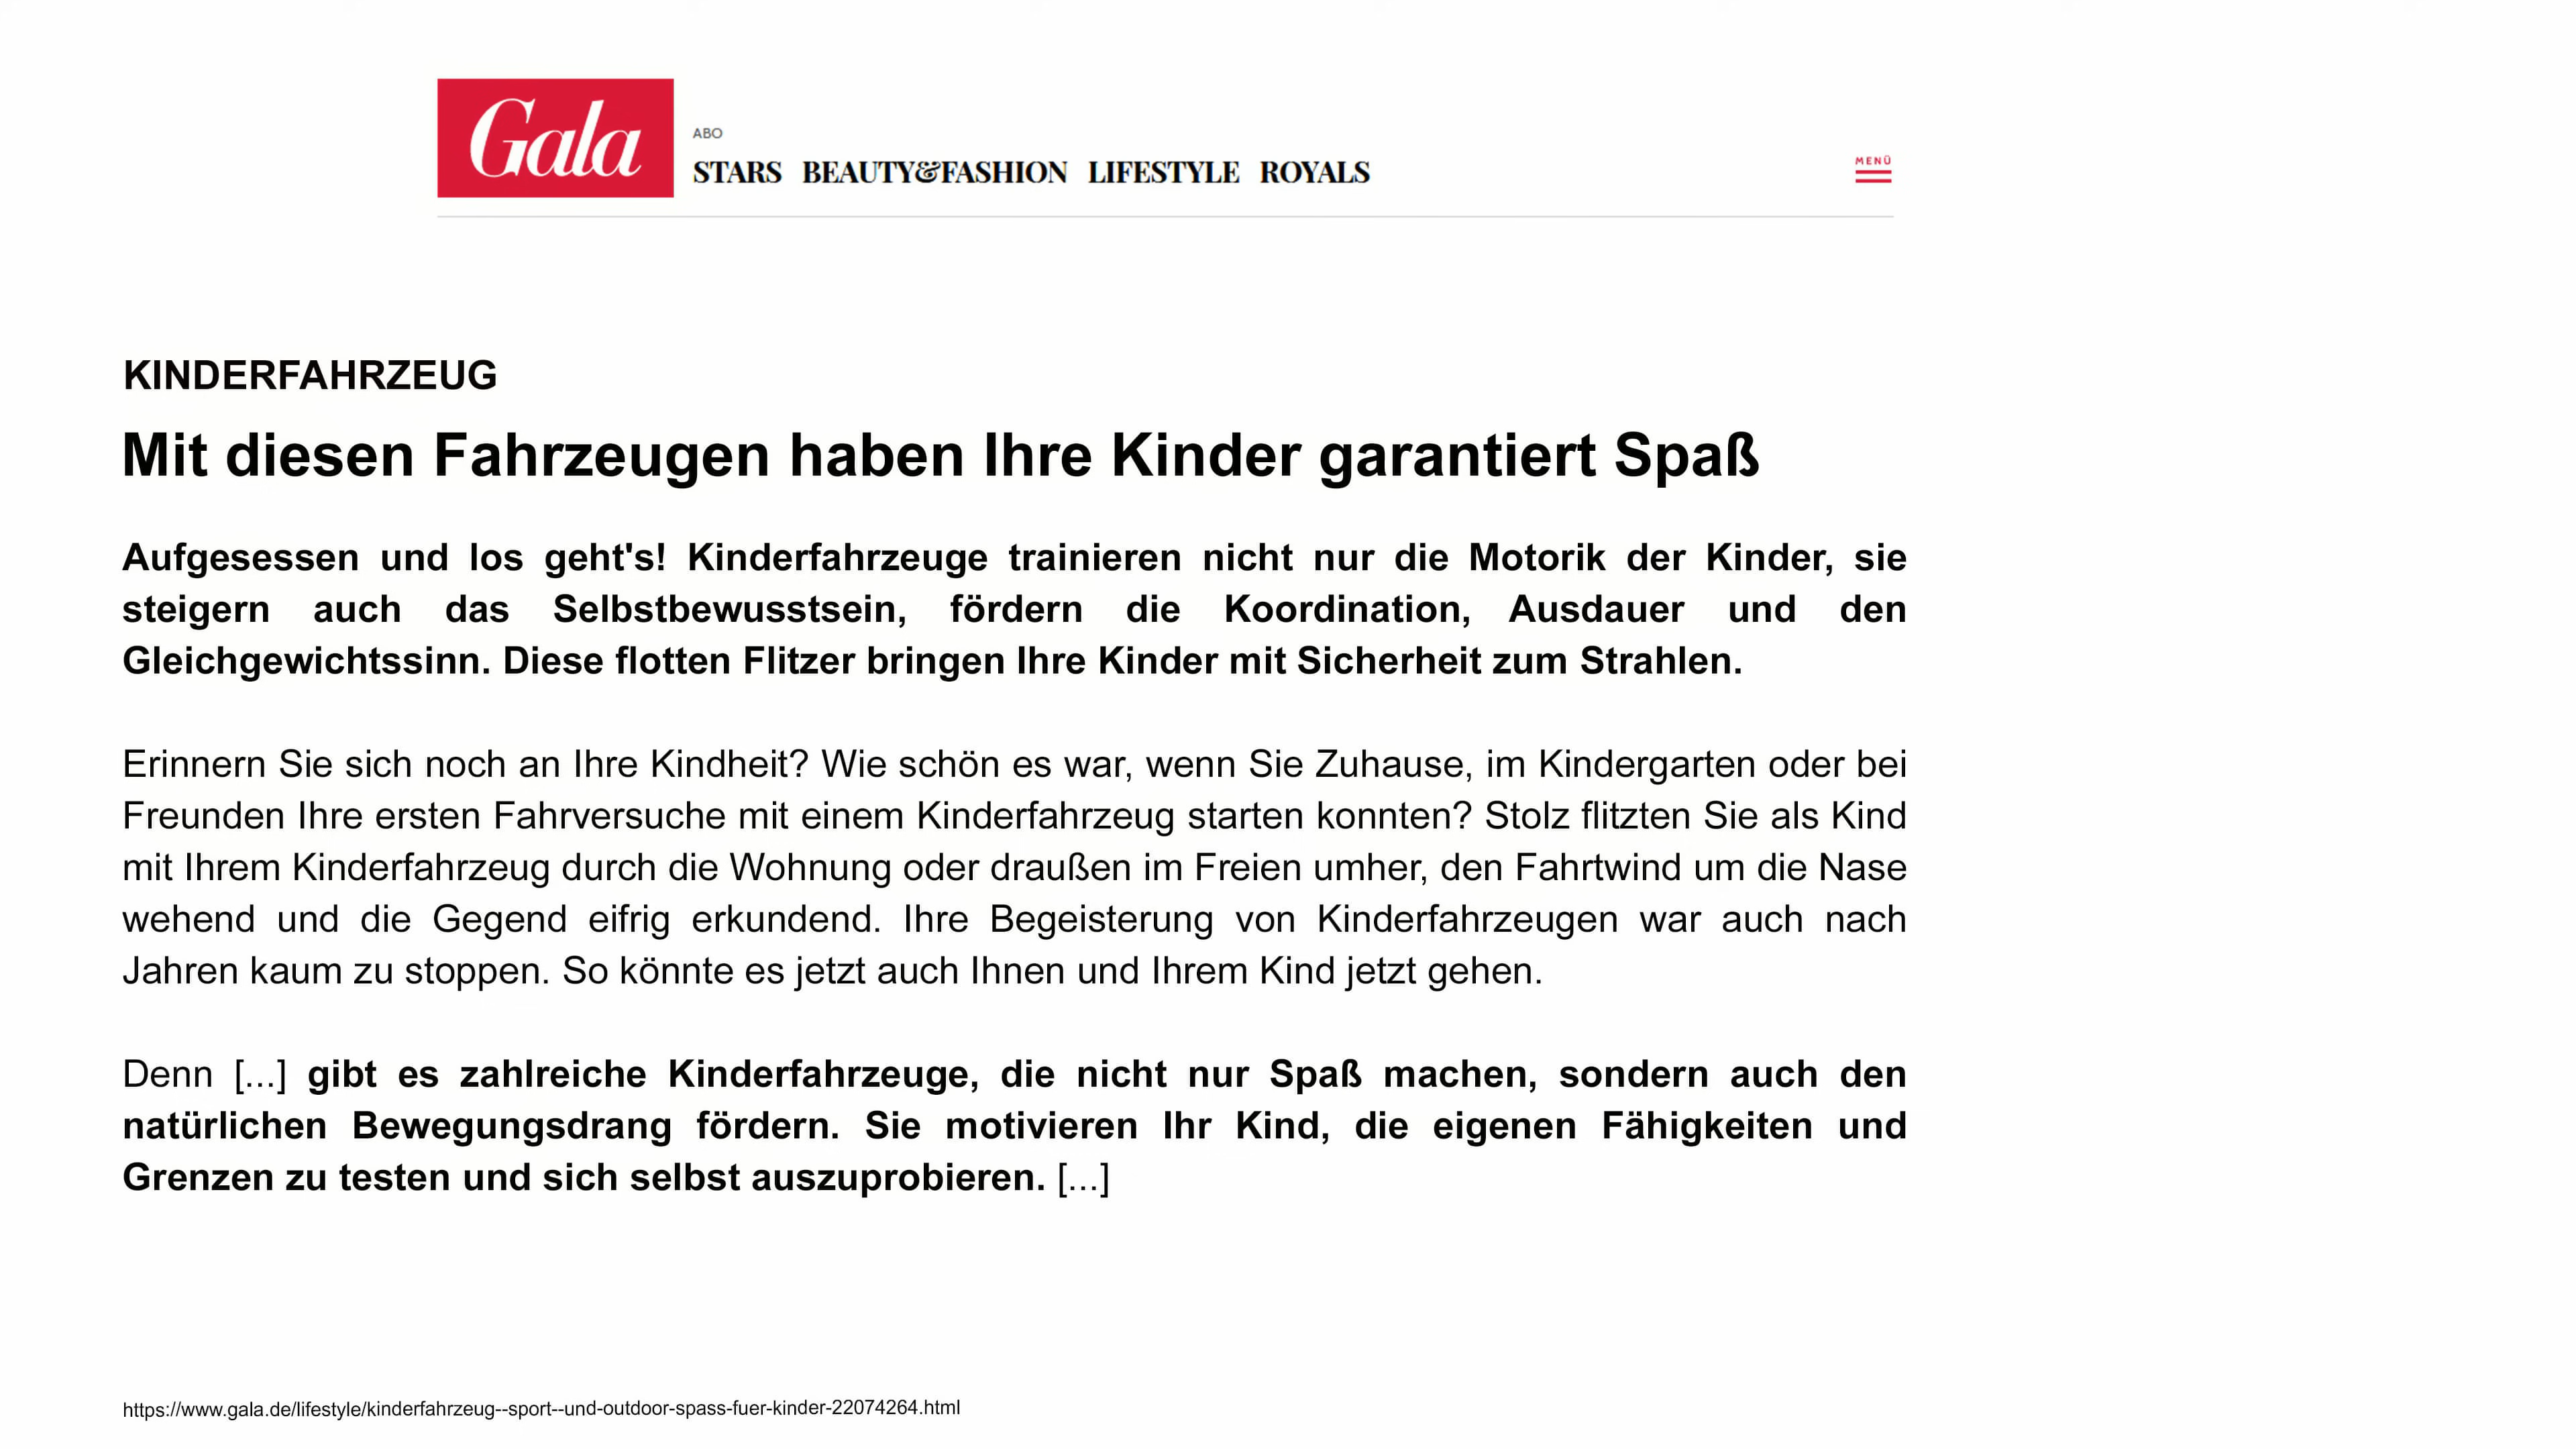 Gala
ABO
STARS BEAUTY&FASHION LIFESTYLE ROYALS
MENÜ
KINDERFAHRZEUG
Mit diesen Fahrzeugen haben Ihre Kinder garantiert Spaß
Aufgesessen und los geht's! Kinderfahrzeuge trainieren nicht nur die Motorik der Kinder, sie
steigern auch das Selbstbewusstsein, fördern die Koordination, Ausdauer und den
Gleichgewichtssinn. Diese flotten Flitzer bringen Ihre Kinder mit Sicherheit zum Strahlen.
Erinnern Sie sich noch an Ihre Kindheit? Wie schön es war, wenn Sie Zuhause, im Kindergarten oder bei
Freunden Ihre ersten Fahrversuche mit einem Kinderfahrzeug starten konnten? Stolz flitzten Sie als Kind
mit Ihrem Kinderfahrzeug durch die Wohnung oder draußen im Freien umher, den Fahrtwind um die Nase
wehend und die Gegend eifrig erkundend. Ihre Begeisterung von Kinderfahrzeugen war auch nach
Jahren kaum zu stoppen. So könnte es jetzt auch Ihnen und Ihrem Kind jetzt gehen.
Denn [...] gibt es zahlreiche Kinderfahrzeuge, die nicht nur Spaß machen, sondern auch den
natürlichen Bewegungsdrang fördern. Sie motivieren Ihr Kind, die eigenen Fähigkeiten und
Grenzen zu testen und sich selbst auszuprobieren. [...]
https://www.gala.de/lifestyle/kinderfahrzeug--sport--und-outdoor-spass-fuer-kinder-22074264.html